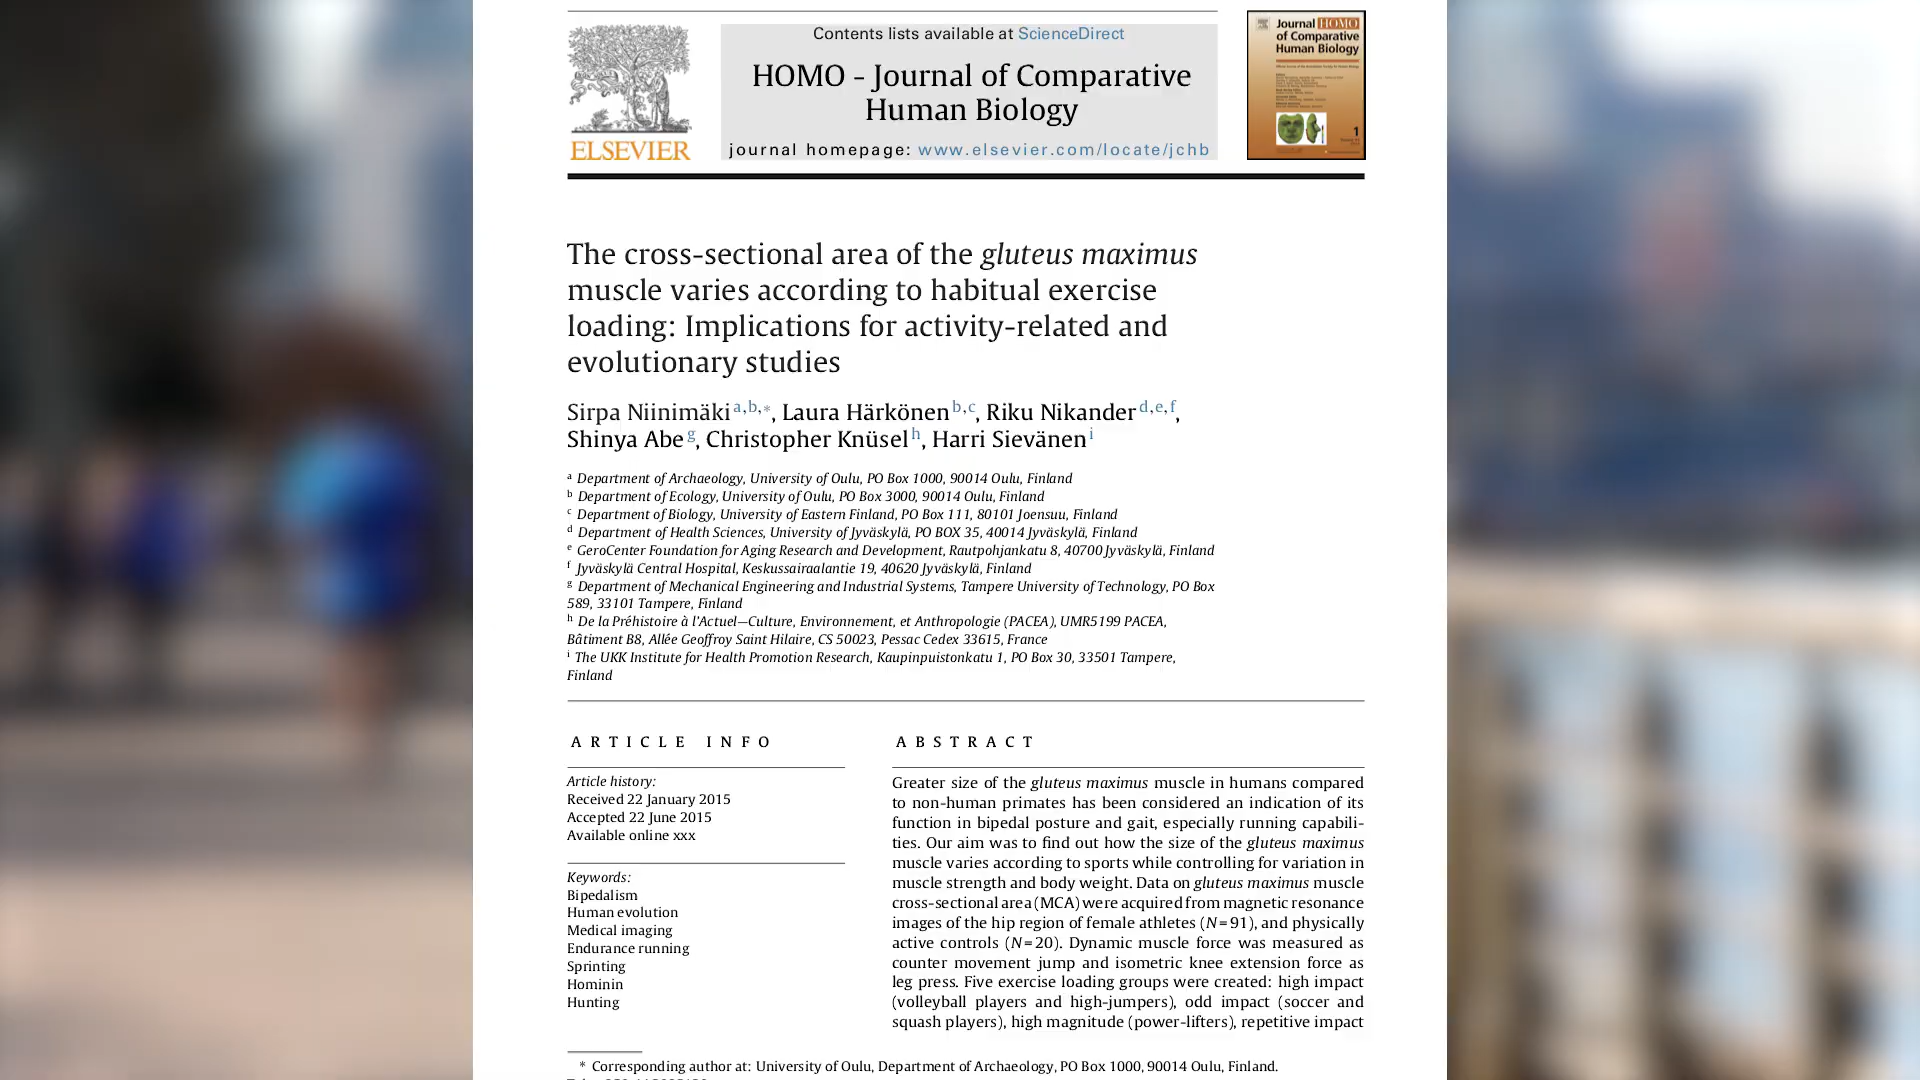 Contents lists available at ScienceDirect
HOMO - Journal of Comparative
Human Biology
journal homepage: www.elsevier.com/locate/jchb
ELSEVIER
Journal HOMO
of Comparative
Human Biology
1
The cross-sectional area of the gluteus maximus
muscle varies according to habitual exercise
loading: Implications for activity-related and
evolutionary studies
Sirpa Niinimäki a,b,*, Laura Härkönen b,c, Riku Nikander d,e,f,
Shinya Abe g, Christopher Knüsel h, Harri Sievänen i
a Department of Archaeology, University of Oulu, PO Box 1000, 90014 Oulu, Finland
b Department of Ecology, University of Oulu, PO Box 3000, 90014 Oulu, Finland
c Department of Biology, University of Eastern Finland, PO Box 111, 80101 Joensuu, Finland
d Department of Health Sciences, University of Jyväskylä, PO BOX 35, 40014 Jyväskylä, Finland
e GeroCenter Foundation for Aging Research and Development, Rautpohjankatu 8, 40700 Jyväskylä, Finland
f Jyväskylä Central Hospital, Keskussairaalantie 19, 40620 Jyväskylä, Finland
g Department of Mechanical Engineering and Industrial Systems, Tampere University of Technology, PO Box
589, 33101 Tampere, Finland
h De la Préhistoire à l'Actuel—Culture, Environnement, et Anthropologie (PACEA), UMR5199 PACEA,
Bâtiment B8, Allée Geoffroy Saint Hilaire, CS 50023, Pessac Cedex 33615, France
i The UKK Institute for Health Promotion Research, Kaupinpuistonkatu 1, PO Box 30, 33501 Tampere,
Finland
ARTICLE INFO
Article history:
Received 22 January 2015
Accepted 22 June 2015
Available online xxx
Keywords:
Bipedalism
Human evolution
Medical imaging
Endurance running
Sprinting
Hominin
Hunting
ABSTRACT
Greater size of the gluteus maximus muscle in humans compared
to non-human primates has been considered an indication of its
function in bipedal posture and gait, especially running capabili-
ties. Our aim was to find out how the size of the gluteus maximus
muscle varies according to sports while controlling for variation in
muscle strength and body weight. Data on gluteus maximus muscle
cross-sectional area (MCA) were acquired from magnetic resonance
images of the hip region of female athletes (N=91), and physically
active controls (N=20). Dynamic muscle force was measured as
counter movement jump and isometric knee extension force as
leg press. Five exercise loading groups were created: high impact
(volleyball players and high-jumpers), odd impact (soccer and
squash players), high magnitude (power-lifters), repetitive impact
* Corresponding author at: University of Oulu, Department of Archaeology, PO Box 1000, 90014 Oulu, Finland.